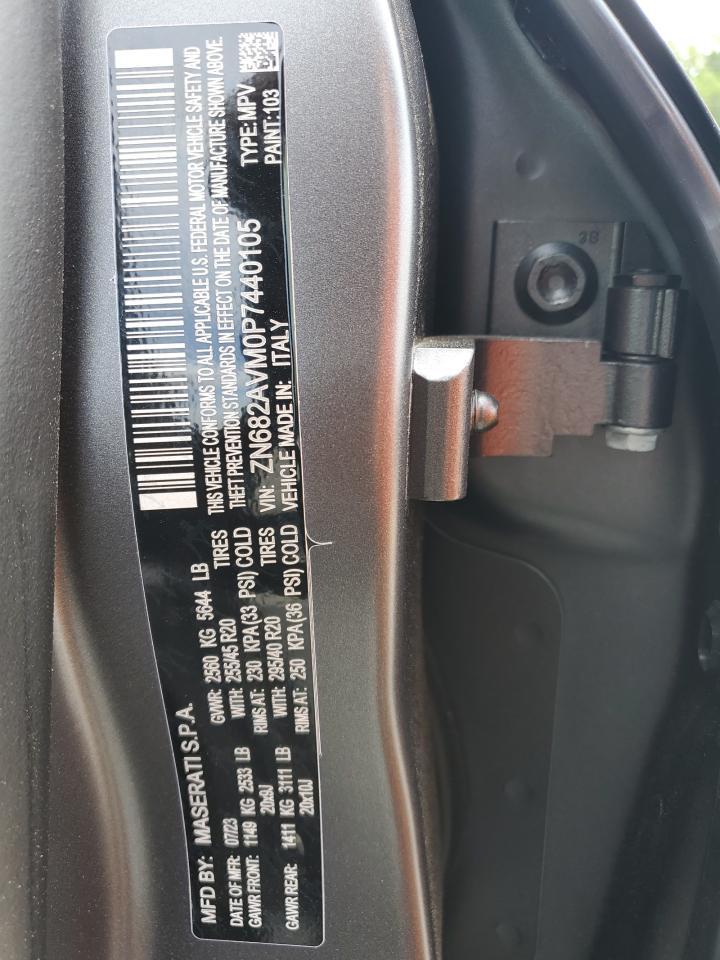 MFD BY: MASERATI S.P.A.
DATE OF MFR: 07/23 GVWR: 2560 KG 5644 LB
GAWR FRONT: 1149 KG 2533 LB WITH: 255/45 R20 TIRES
20x9J RIMS AT: 230 KPA(33 PSI) COLD
GAWR REAR: 1411 KG 3111 LB WITH: 295/40 R20 TIRES
20x10J RIMS AT: 250 KPA(36 PSI) COLD
THIS VEHICLE CONFORMS TO ALL APPLICABLE U.S. FEDERAL MOTOR VEHICLE SAFETY AND
THEFT PREVENTION STANDARDS IN EFFECT ON THE DATE OF MANUFACTURE SHOWN ABOVE.
VIN: ZN682AVM0P7440105 TYPE: MPV
VEHICLE MADE IN: ITALY PAINT: 103
3B